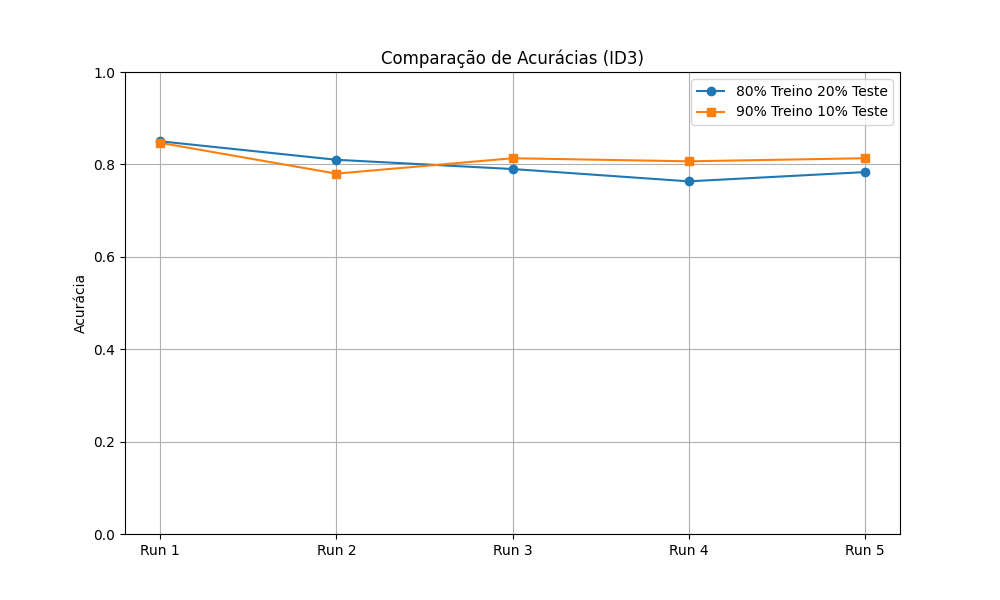 Comparação de Acurácias (ID3)
80% Treino 20% Teste
90% Treino 10% Teste
1.0
0.8
0.6
0.4
0.2
0.0
Acurácia
Run 1
Run 2
Run 3
Run 4
Run 5